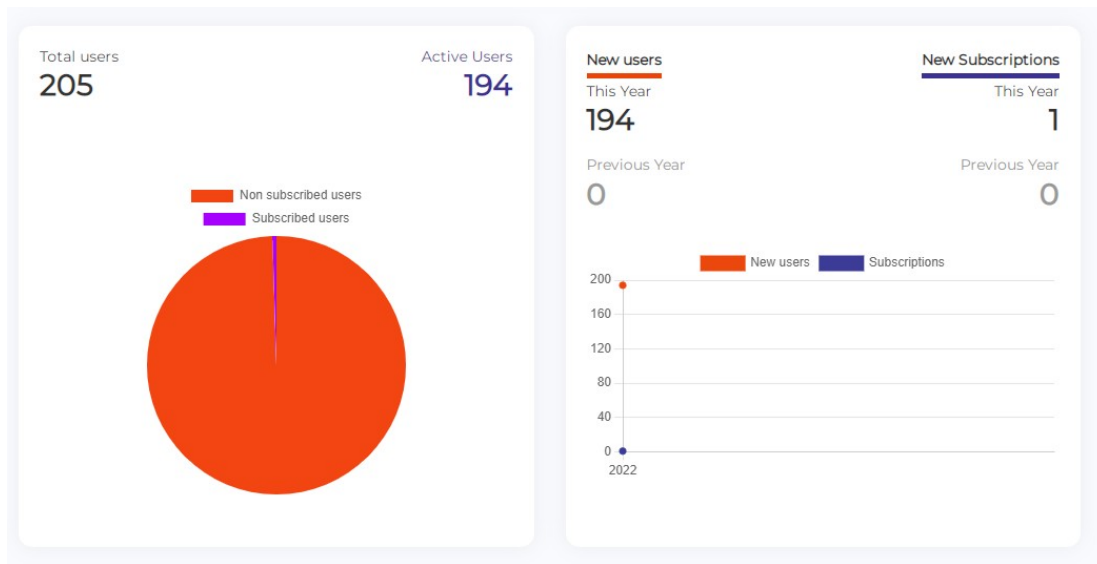 Total users
205
Active Users
194
Non subscribed users
Subscribed users
New users
This Year
194
Previous Year
0
New Subscriptions
This Year
1
Previous Year
0
New users
Subscriptions
200
160
120
80
40
0
2022